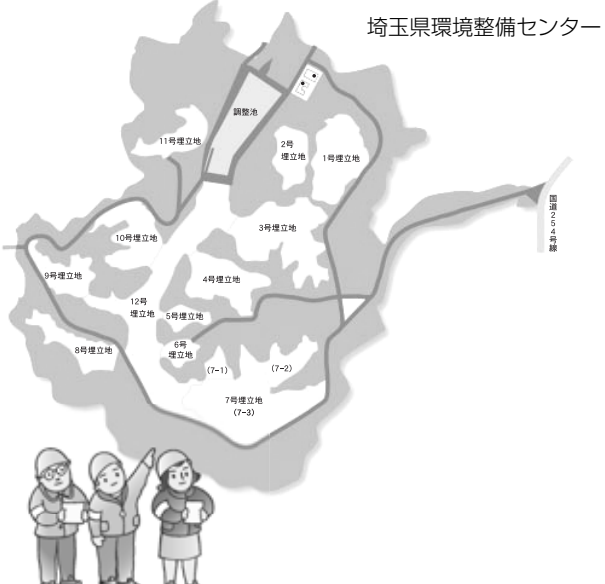 埼玉県環境整備センター
調整池
11号埋立地
2号
埋立地
1号埋立地
国道254号線
3号埋立地
10号埋立地
9号埋立地
4号埋立地
12号
埋立地
5号埋立地
6号
埋立地
8号埋立地
(7-1)
(7-2)
7号埋立地
(7-3)